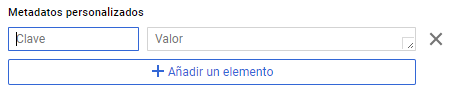 Metadatos personalizados
Clave Valor
Añadir un elemento